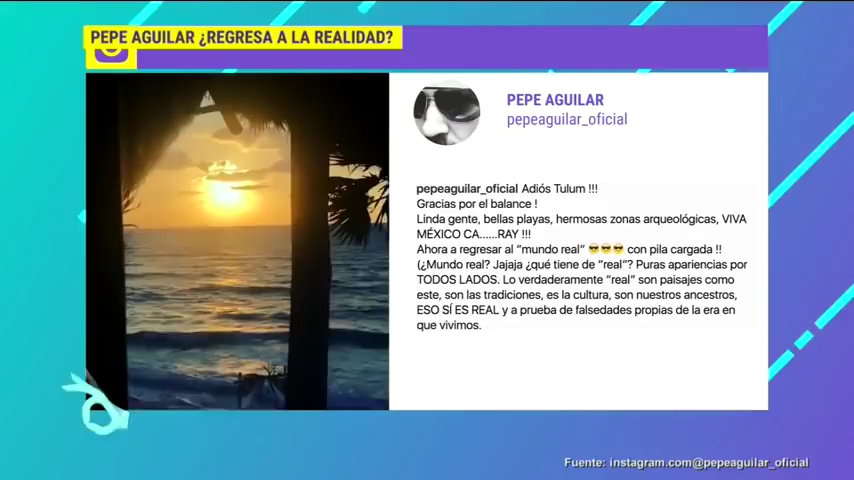 PEPE AGUILAR ¿REGRESA A LA REALIDAD?
PEPE AGUILAR
pepeaguilar_oficial
pepeaguilar_oficial Adiós Tulum !!!
Gracias por el balance !
Linda gente, bellas playas, hermosas zonas arqueológicas, VIVA
MÉXICO CA......RAY !!!
Ahora a regresar al “mundo real” 😎😎😎 con pila cargada !!
(¿Mundo real? Jajaja ¿qué tiene de “real”? Puras apariencias por
TODOS LADOS. Lo verdaderamente “real” son paisajes como
este, son las tradiciones, es la cultura, son nuestros ancestros,
ESO SÍ ES REAL y a prueba de falsedades propias de la era en
que vivimos.
Fuente: instagram.com@pepeaguilar_oficial